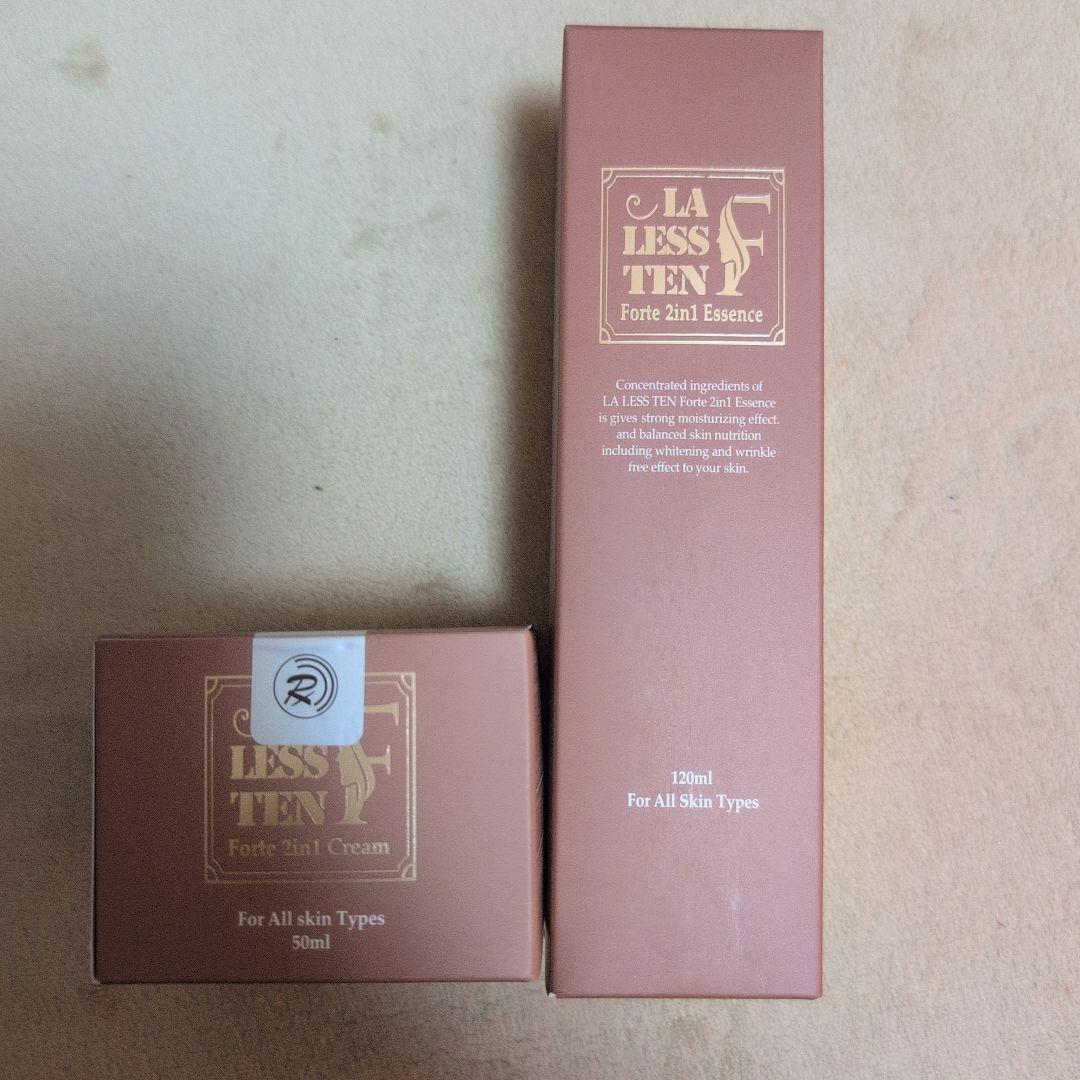 LA
LESS
TEN F
Forte 2in1 Essence
Concentrated ingredients of
LA LESS TEN Forte 2in1 Essence
is gives strong moisturizing effect.
and balanced skin nutrition
including whitening and wrinkle
free effect to your skin.
120ml
For All Skin Types
R
LESS
TEN F
Forte 2in1 Cream
For All skin Types
50ml